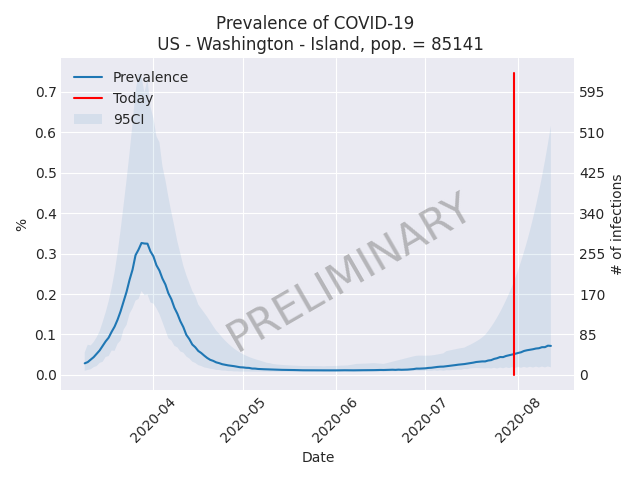 Prevalence of COVID-19
US - Washington - Island, pop. = 85141
Prevalence
Today
95CI
0.7
0.6
0.5
0.4
0.3
0.2
0.1
0.0
%
595
510
425
340
255
170
85
0
# of infections
PRELIMINARY
2020-04
2020-05
2020-06
2020-07
2020-08
Date